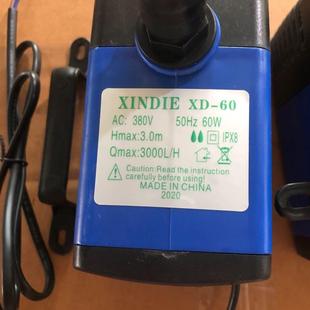 XINDIE XD-60
AC: 380V 50Hz 60W
Hmax:3.0m IPX8
Qmax:3000L/H
Caution:Read the instruction
carefully before using!
MADE IN CHINA
2020